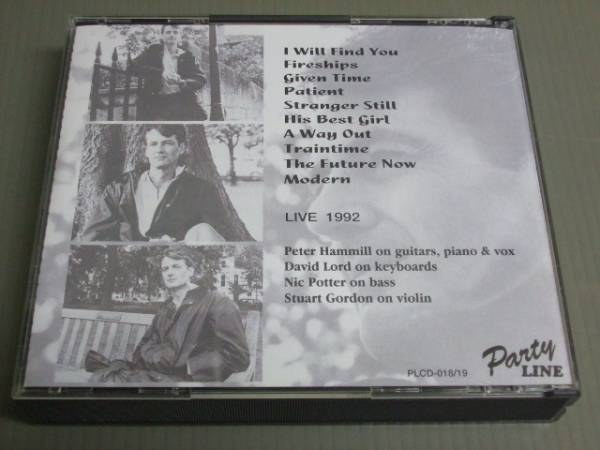 I Will Find You
Fireships
Given Time
Patient
Stranger Still
His Best Girl
A Way Out
Traintime
The Future Now
Modern
LIVE 1992
Peter Hammill on guitars, piano & vox
David Lord on keyboards
Nic Potter on bass
Stuart Gordon on violin
PLCD-018/19
Party
LINE